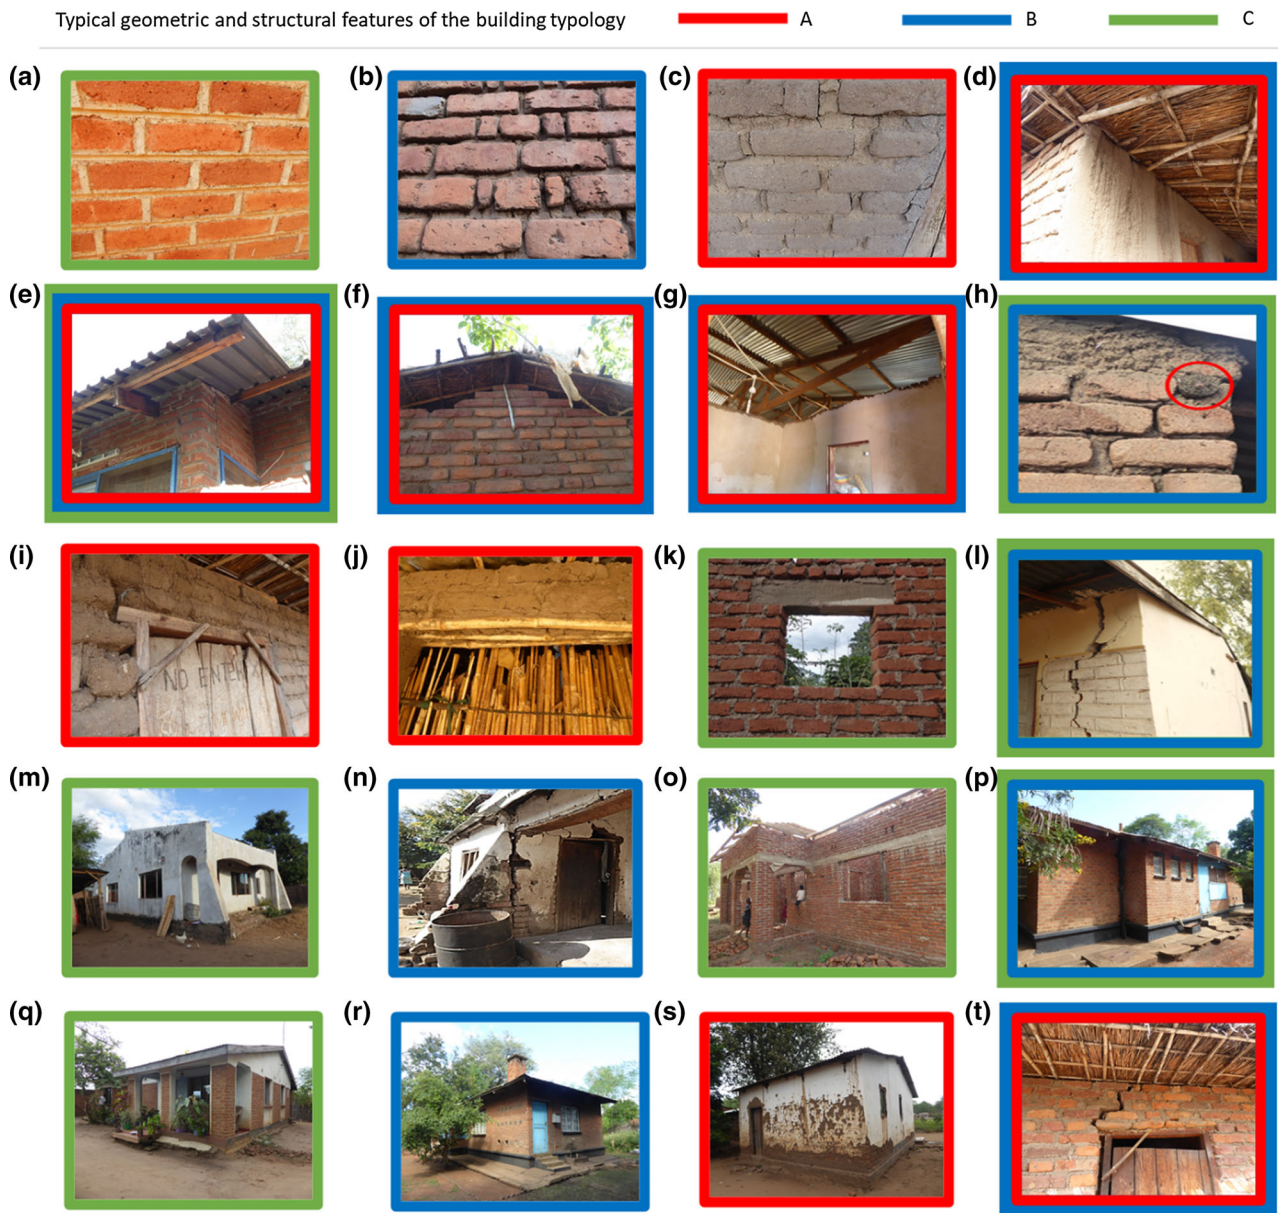 Typical geometric and structural features of the building typology A B C
(a) (b) (c) (d)
(e) (f) (g) (h)
(i) (j) (k) (l)
NO ENTER
(m) (n) (o) (p)
(q) (r) (s) (t)